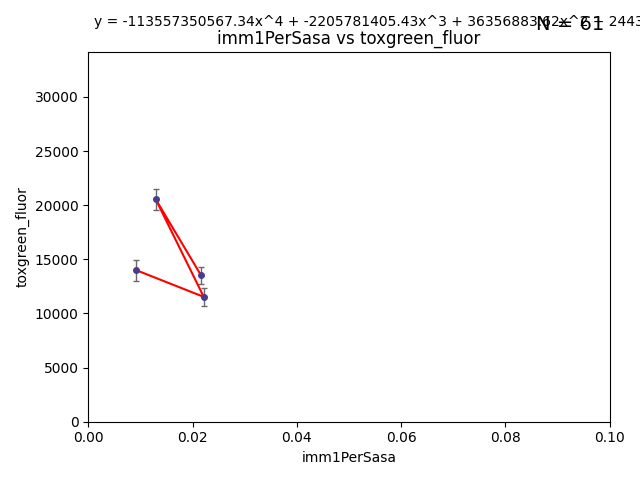 y = -113557350567.34x^4 + -2205781405.43x^3 + 36356883
N = 61
imm1PerSasa vs toxgreen_fluor
30000
25000
20000
15000
10000
5000
0
toxgreen_fluor
0.00 0.02 0.04 0.06 0.08 0.10
imm1PerSasa